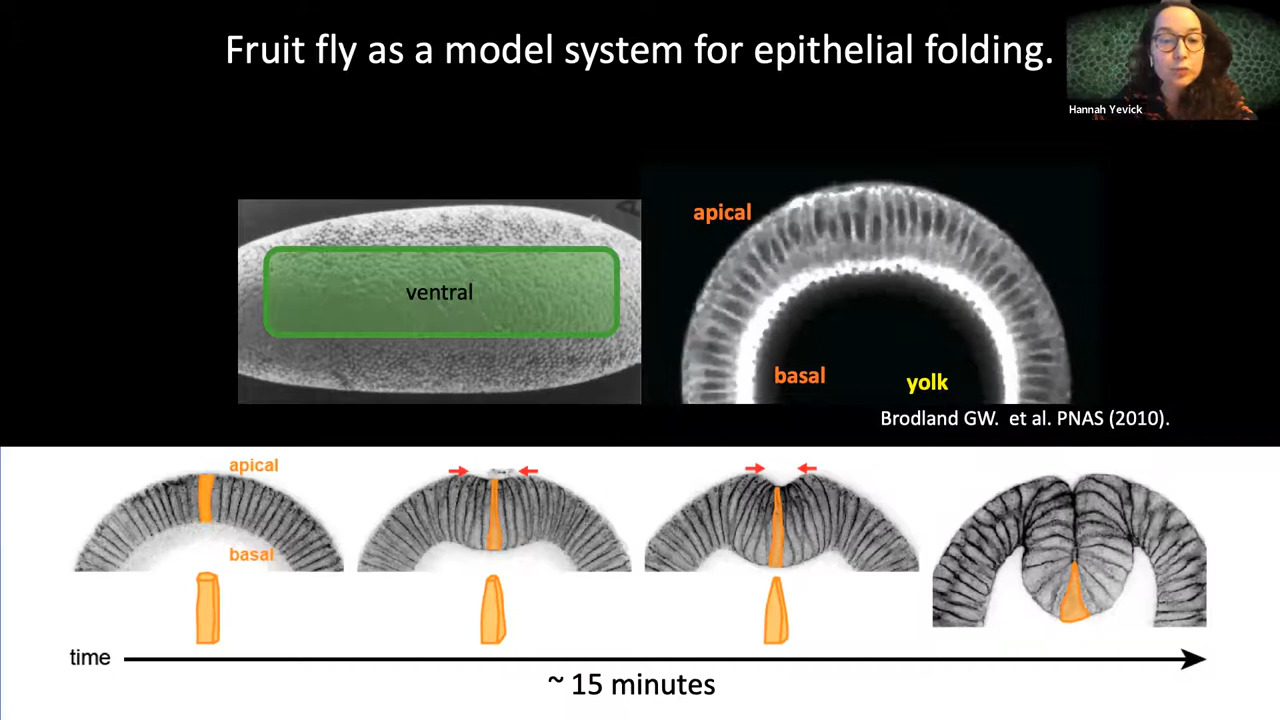 Fruit fly as a model system for epithelial folding.
Hannah Yevick
apical
ventral
basal
yolk
Brodland GW.  et al. PNAS (2010).
apical
basal
time
~ 15 minutes